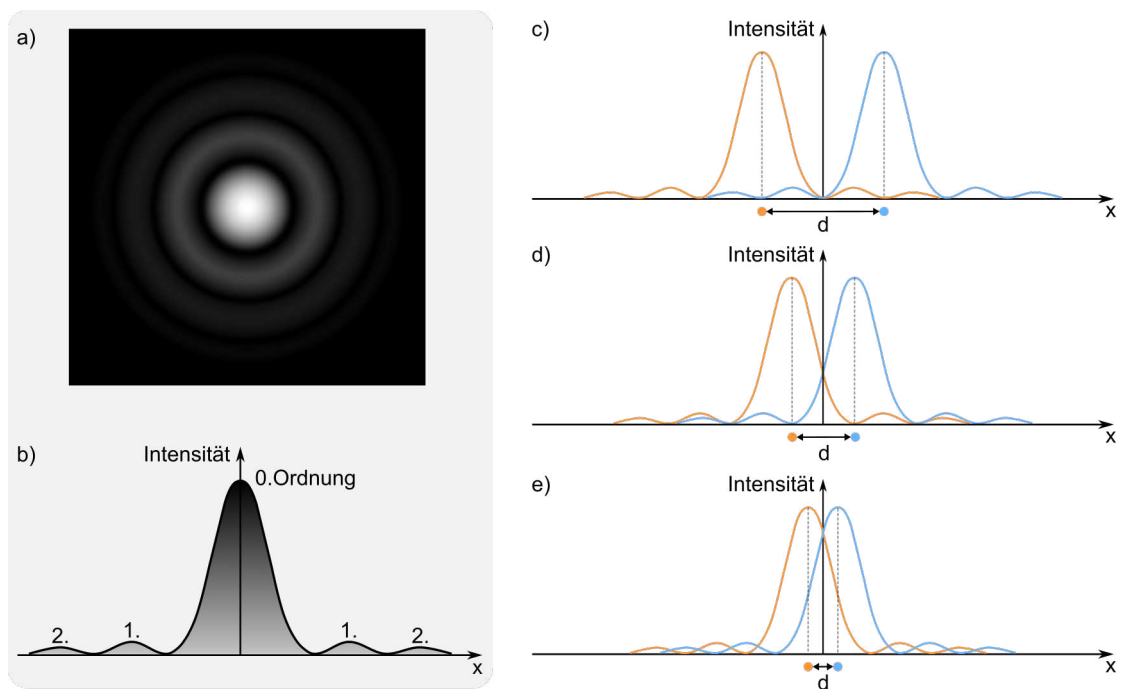 a)
b)
Intensität
0.Ordnung
2.
1.
1.
2.
x
c)
Intensität
x
d
d)
Intensität
x
d
e)
Intensität
x
d